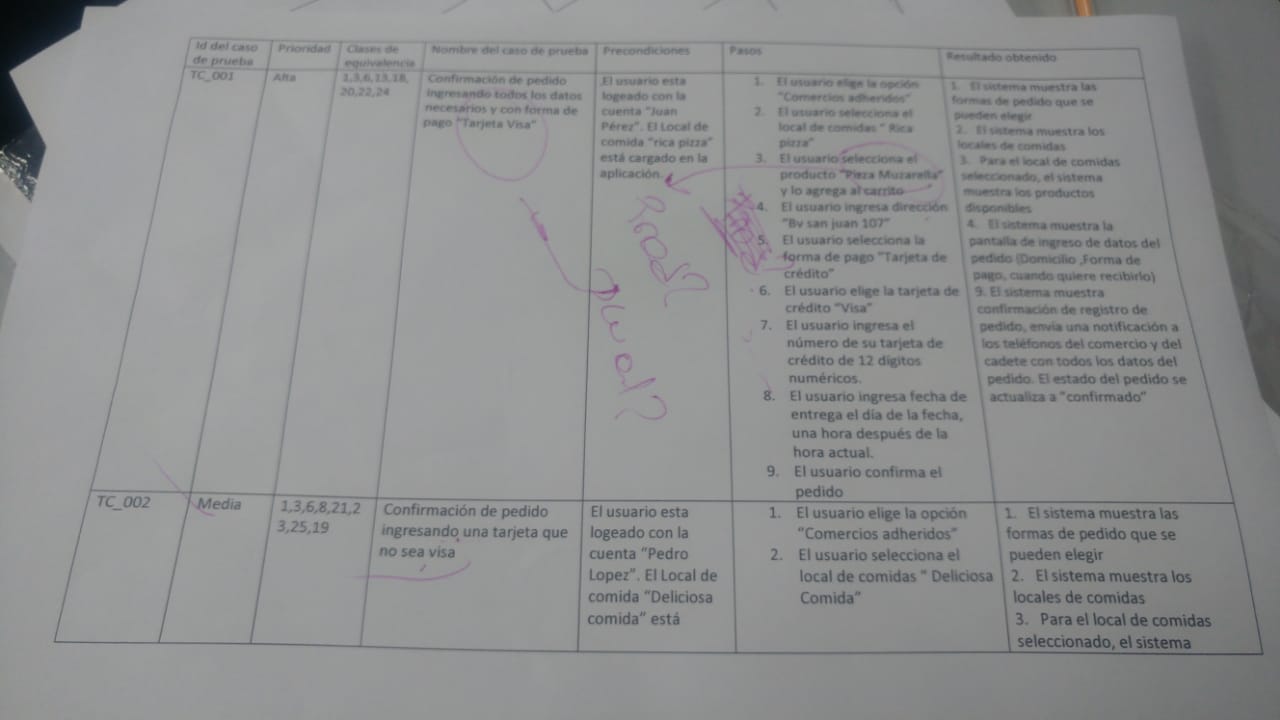 Id del caso de prueba
Prioridad
Clases de equivalencia
Nombre del caso de prueba
Precondiciones
Pasos
Resultado obtenido
TC_001
Alta
1,3,6,13,18,
20,22,24
Confirmación de pedido
ingresando todos los datos
necesarios y con forma de
pago "Tarjeta Visa"
El usuario esta
logeado con la
cuenta "Juan
Pérez". El Local de
comida "rica pizza"
está cargado en la
aplicación.
Prod?
cual?
1. El usuario elige la opción
"Comercios adheridos"
2. El usuario selecciona el
local de comidas " Rica
pizza"
3. El usuario selecciona el
producto "Pieza Muzarella"
y lo agrega al carrito
4. El usuario ingresa dirección
"Bv san juan 107"
5. El usuario selecciona la
forma de pago "Tarjeta de
crédito"
6. El usuario elige la tarjeta de
crédito "Visa"
7. El usuario ingresa el
número de su tarjeta de
crédito de 12 dígitos
numéricos.
8. El usuario ingresa fecha de
entrega el día de la fecha,
una hora después de la
hora actual.
9. El usuario confirma el
pedido
1. El sistema muestra las
formas de pedido que se
pueden elegir
2. El sistema muestra los
locales de comidas
3. Para el local de comidas
seleccionado, el sistema
muestra los productos
disponibles
4. El sistema muestra la
pantalla de ingreso de datos del
pedido (Domicilio ,Forma de
pago, cuando quiere recibirlo)
9. El sistema muestra
confirmación de registro de
pedido, envía una notificación a
los teléfonos del comercio y del
cadete con todos los datos del
pedido. El estado del pedido se
actualiza a "confirmado"
TC_002
Media
1,3,6,8,21,2
3,25,19
Confirmación de pedido
ingresando una tarjeta que
no sea visa
El usuario esta
logeado con la
cuenta "Pedro
Lopez". El Local de
comida "Deliciosa
comida" está
1. El usuario elige la opción
"Comercios adheridos"
2. El usuario selecciona el
local de comidas " Deliciosa
Comida"
1. El sistema muestra las
formas de pedido que se
pueden elegir
2. El sistema muestra los
locales de comidas
3. Para el local de comidas
seleccionado, el sistema